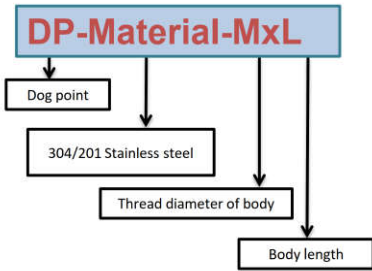 DP-Material-MxL
Dog point
304/201 Stainless steel
Thread diameter of body
Body length